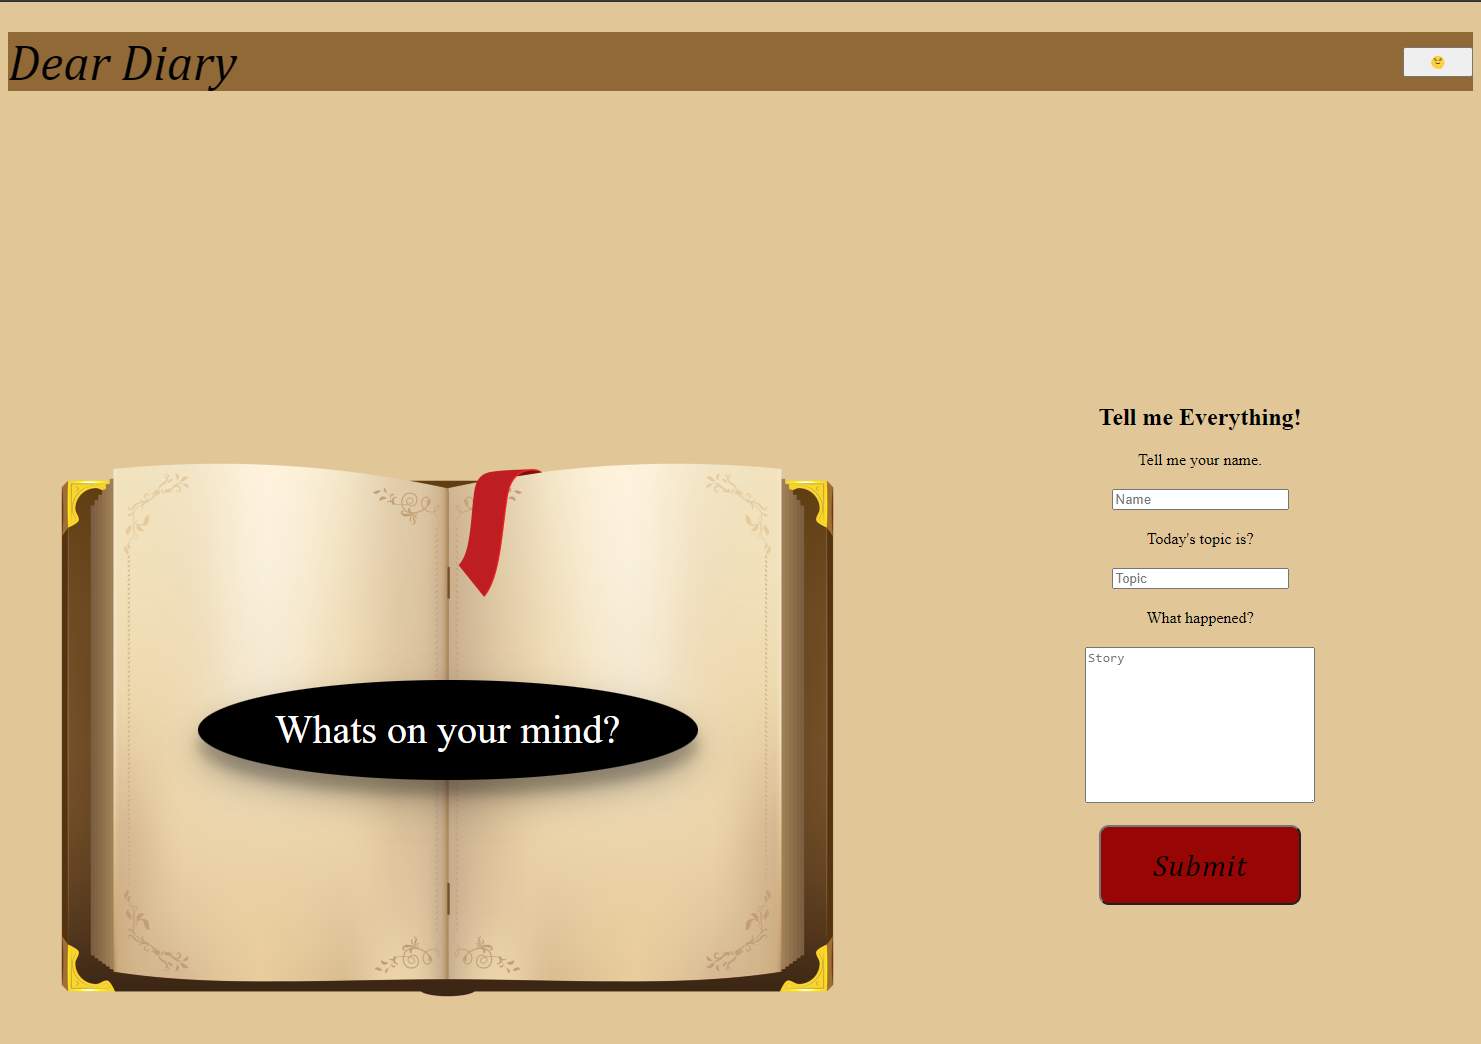 Dear Diary
Tell me Everything!
Tell me your name.
Name
Today's topic is?
Topic
What happened?
Story
Whats on your mind?
Submit